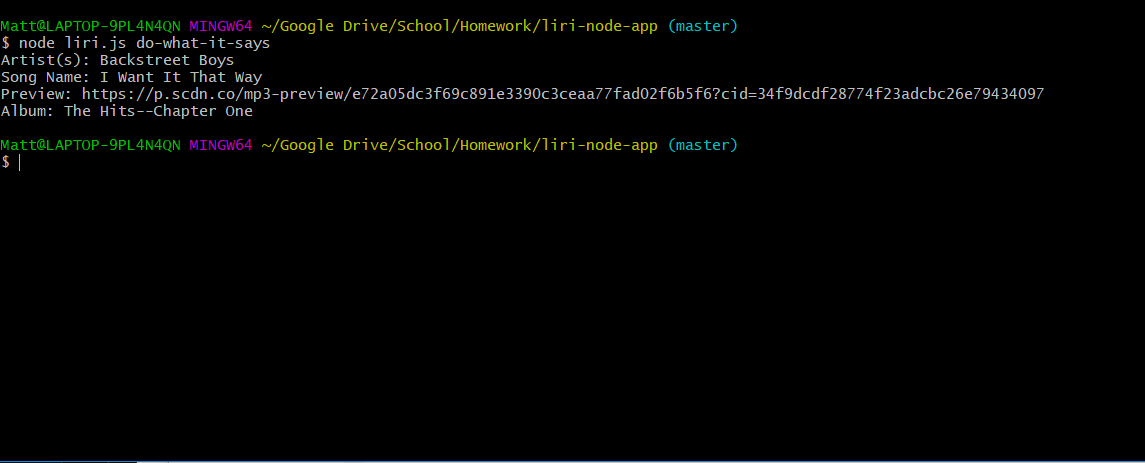 Matt@LAPTOP-9PL4N4QN MINGW64 ~/Google Drive/School/Homework/liri-node-app (master)
$ node liri.js do-what-it-says
Artist(s): Backstreet Boys
Song Name: I Want It That Way
Preview: https://p.scdn.co/mp3-preview/e72a05dc3f69c891e3390c3ceaa77fad02f6b5f6?cid=34f9dcdf28774f23adcbc26e79434097
Album: The Hits--Chapter One
Matt@LAPTOP-9PL4N4QN MINGW64 ~/Google Drive/School/Homework/liri-node-app (master)
$